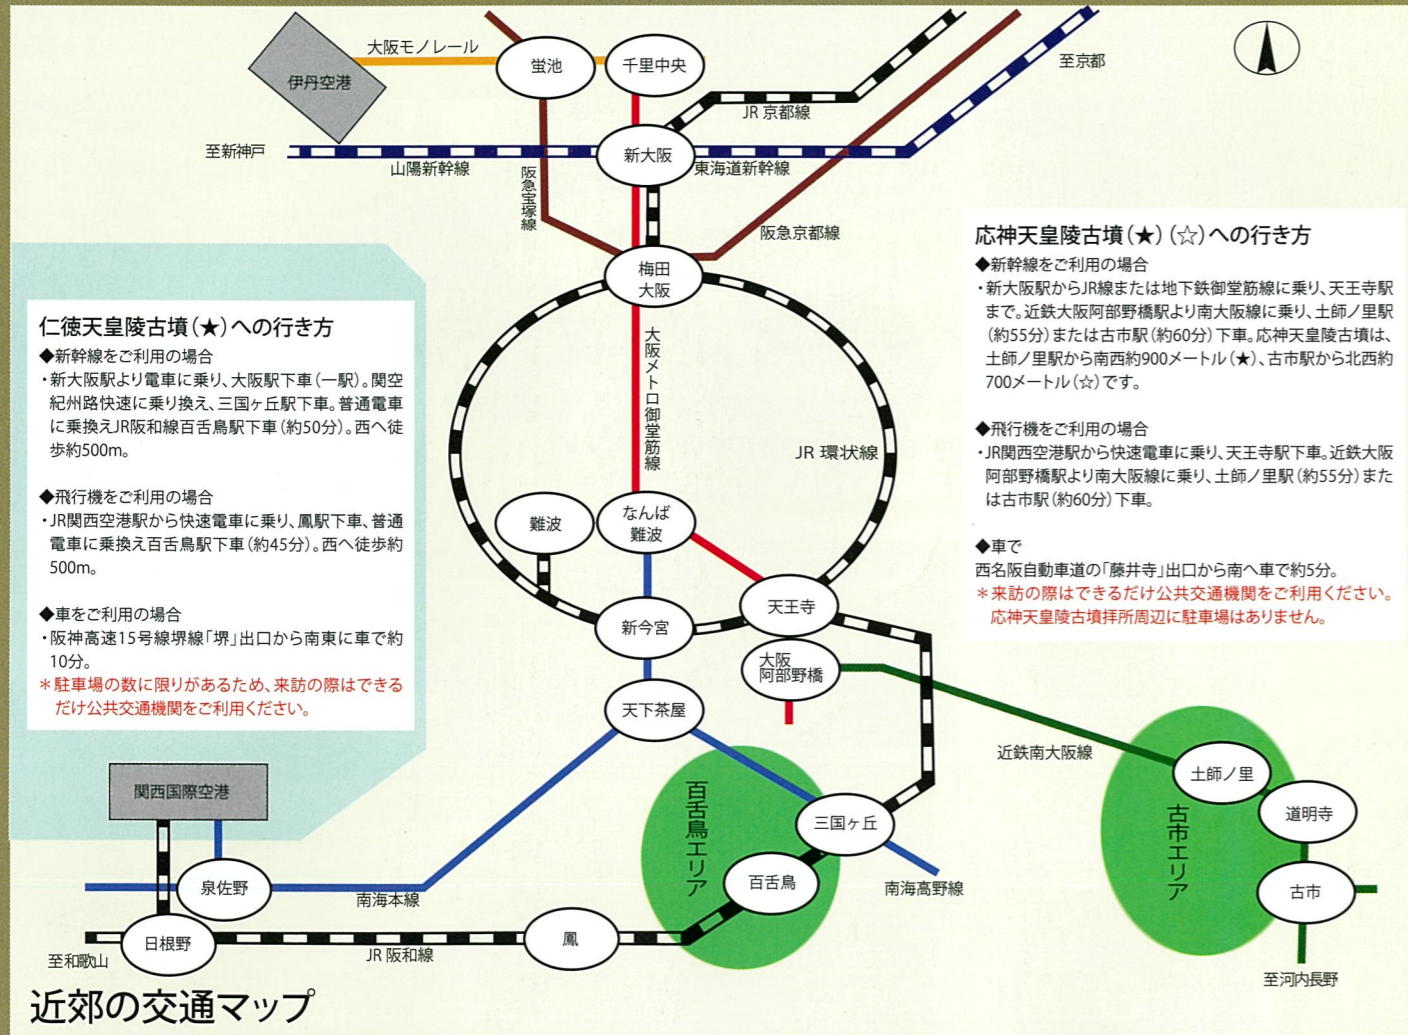 大阪モノレール
伊丹空港
蛍池
千里中央
至京都
JR 京都線
至新神戸
山陽新幹線
新大阪
東海道新幹線
阪急宝塚線
阪急京都線
梅田
大阪
大阪メトロ御堂筋線
JR 環状線
仁徳天皇陵古墳(★)への行き方
◆新幹線をご利用の場合
・新大阪駅より電車に乗り、大阪駅下車(一駅)。関空
紀州路快速に乗り換え、三国ヶ丘駅下車。普通電車
に乗換えJR阪和線百舌鳥駅下車(約50分)。西へ徒
歩約500m。
◆飛行機をご利用の場合
・JR関西空港駅から快速電車に乗り、鳳駅下車、普通
電車に乗換え百舌鳥駅下車(約45分)。西へ徒歩約
500m。
◆車をご利用の場合
・阪神高速15号線堺線「堺」出口から南東に車で約
10分。
＊駐車場の数に限りがあるため、来訪の際はできる
だけ公共交通機関をご利用ください。
応神天皇陵古墳(★)(☆)への行き方
◆新幹線をご利用の場合
・新大阪駅からJR線または地下鉄御堂筋線に乗り、天王寺駅
まで。近鉄大阪阿部野橋駅より南大阪線に乗り、土師ノ里駅
(約55分)または古市駅(約60分)下車。応神天皇陵古墳は、
土師ノ里駅から南西約900メートル(★)、古市駅から北西約
700メートル(☆)です。
◆飛行機をご利用の場合
・JR関西空港駅から快速電車に乗り、天王寺駅下車。近鉄大阪
阿部野橋駅より南大阪線に乗り、土師ノ里駅(約55分)また
は古市駅(約60分)下車。
◆車で
西名阪自動車道の「藤井寺」出口から南へ車で約5分。
＊来訪の際はできるだけ公共交通機関をご利用ください。
応神天皇陵古墳拝所周辺に駐車場はありません。
難波
なんば
難波
天王寺
新今宮
大阪
阿部野橋
天下茶屋
近鉄南大阪線
土師ノ里
道明寺
古市エリア
古市
至河内長野
関西国際空港
百舌鳥エリア
三国ヶ丘
百舌鳥
南海高野線
泉佐野
南海本線
日根野
至和歌山
JR 阪和線
鳳
近郊の交通マップ